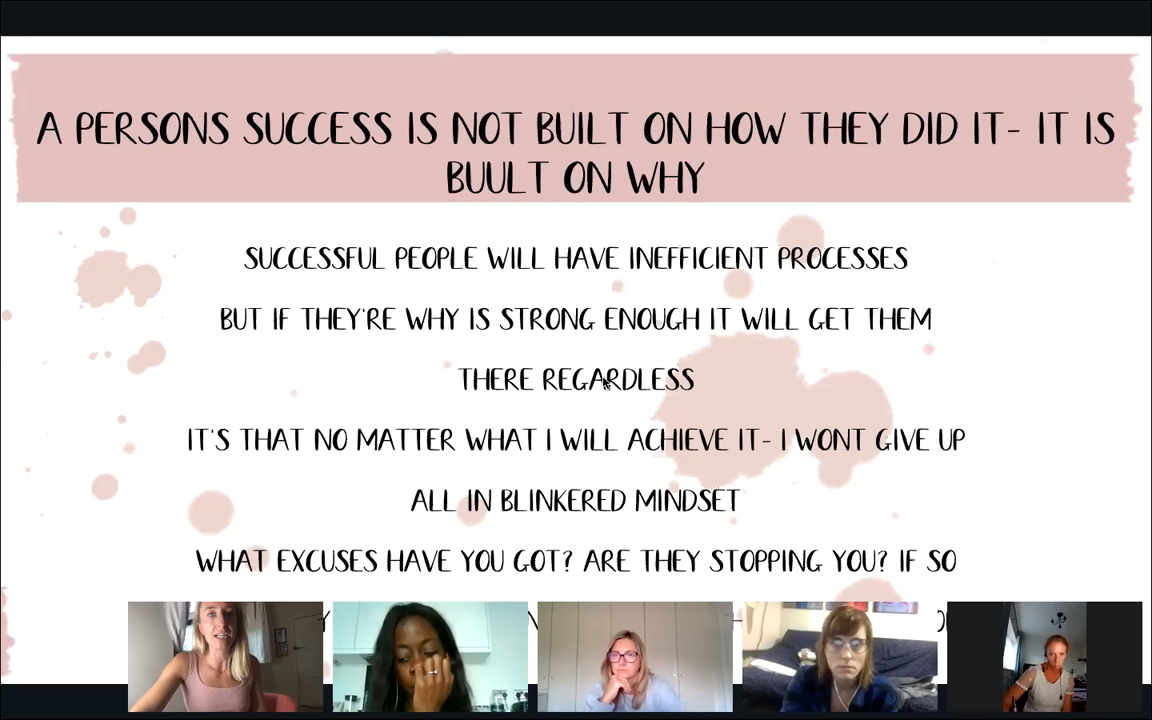 A PERSONS SUCCESS IS NOT BUILT ON HOW THEY DID IT- IT IS
BUULT ON WHY
SUCCESSFUL PEOPLE WILL HAVE INEFFICIENT PROCESSES
BUT IF THEY'RE WHY IS STRONG ENOUGH IT WILL GET THEM
THERE REGARDLESS
IT'S THAT NO MATTER WHAT I WILL ACHIEVE IT- I WONT GIVE UP
ALL IN BLINKERED MINDSET
WHAT EXCUSES HAVE YOU GOT? ARE THEY STOPPING YOU? IF SO